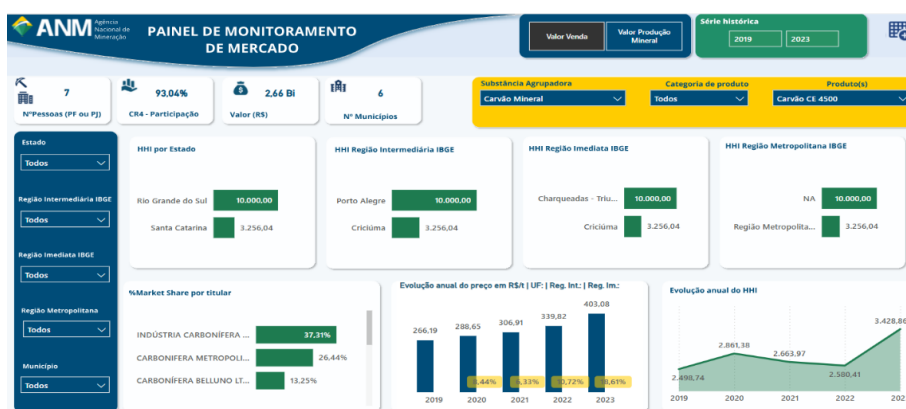 ANM Agência Nacional de Mineração
PAINEL DE MONITORAMENTO
DE MERCADO
Valor Venda
Valor Produção
Mineral
Série histórica
2019
2023
7
NºPessoas (PF ou PJ)
93,04%
CR4 - Participação
2,66 Bi
Valor (R$)
6
Nº Municípios
Substância Agrupadora
Carvão Mineral
Categoria de produto
Todos
Produto(s)
Carvão CE 4500
Estado
Todos
Região Intermediária IBGE
Todos
Região Imediata IBGE
Todos
Região Metropolitana
Todos
Município
Todos
HHI por Estado
Rio Grande do Sul 10.000,00
Santa Catarina 3.256,04
HHI Região Intermediária IBGE
Porto Alegre 10.000,00
Criciúma 3.256,04
HHI Região Imediata IBGE
Charqueadas - Triu... 10.000,00
Criciúma 3.256,04
HHI Região Metropolitana IBGE
NA 10.000,00
Região Metropolita... 3.256,04
%Market Share por titular
INDÚSTRIA CARBONÍFERA ... 37,31%
CARBONIFERA METROPOLI... 26,44%
CARBONÍFERA BELLUNO LT... 13,25%
Evolução anual do preço em R$/t | UF: | Reg. Int.: | Reg. Im.:
266,19 288,65 306,91 339,82 403,08
8,44% 6,33% 10,72% 18,61%
2019 2020 2021 2022 2023
Evolução anual do HHI
2.498,74 2.861,38 2.663,97 2.580,41 3.428,86
2019 2020 2021 2022 202